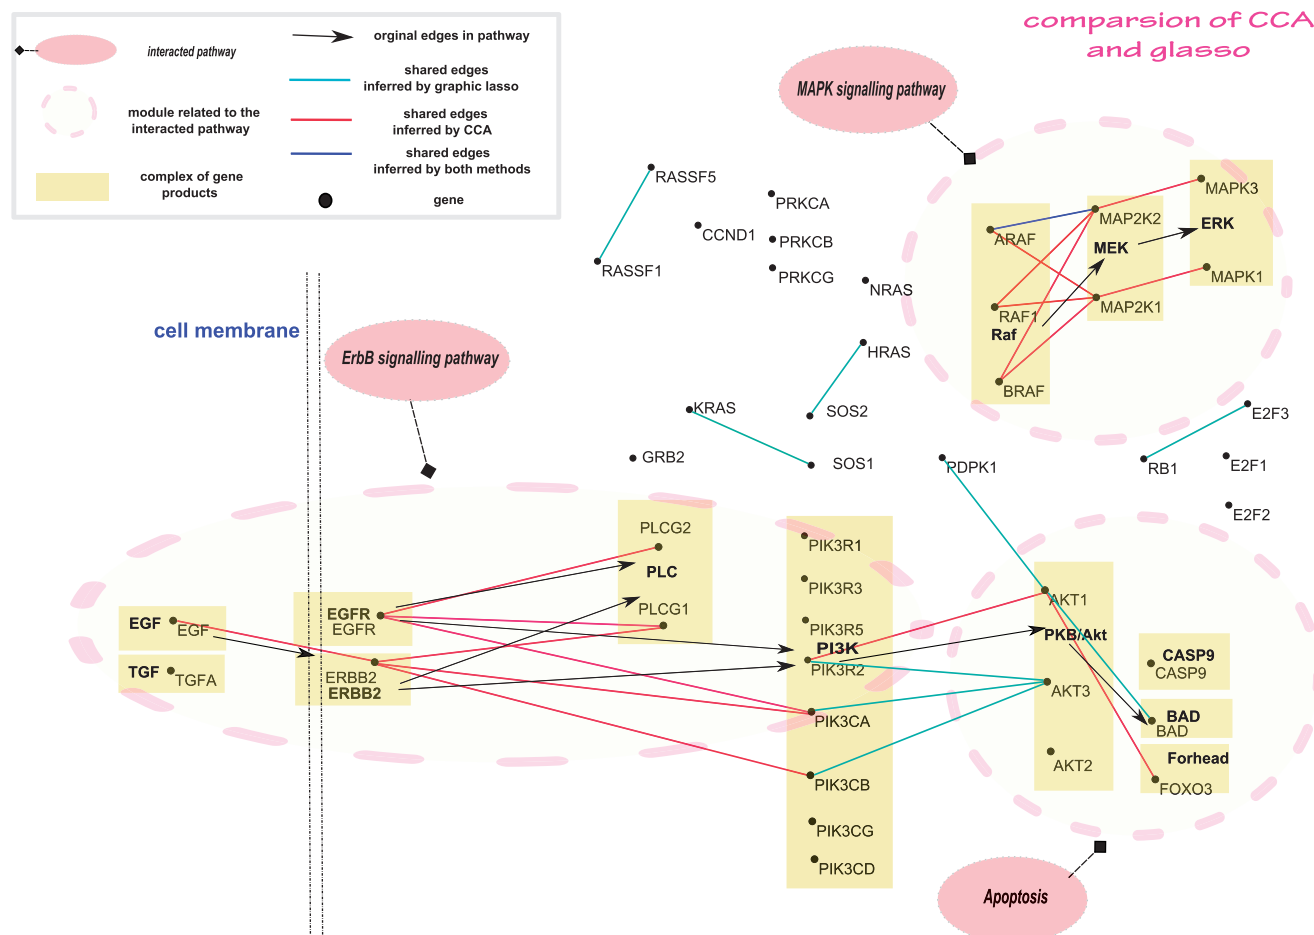 comparsion of CCA
and glasso
interacted pathway
module related to the
interacted pathway
complex of gene
products
orginal edges in pathway
shared edges
inferred by graphic lasso
shared edges
inferred by CCA
shared edges
inferred by both methods
gene
MAPK signalling pathway
RASSF5
RASSF1
CCND1
PRKCA
PRKCB
PRKCG
NRAS
HRAS
SOS2
KRAS
SOS1
GRB2
PDPK1
ARAF
RAF1
Raf
BRAF
MAP2K2
MEK
MAP2K1
MAPK3
ERK
MAPK1
E2F3
RB1
E2F1
E2F2
cell membrane
ErbB signalling pathway
EGF
EGF
TGF
TGFA
EGFR
EGFR
ERBB2
ERBB2
PLCG2
PLC
PLCG1
PIK3R1
PIK3R3
PIK3R5
PI3K
PIK3R2
PIK3CA
PIK3CB
PIK3CG
PIK3CD
AKT1
PKB/Akt
AKT3
AKT2
CASP9
CASP9
BAD
BAD
Forhead
FOXO3
Apoptosis